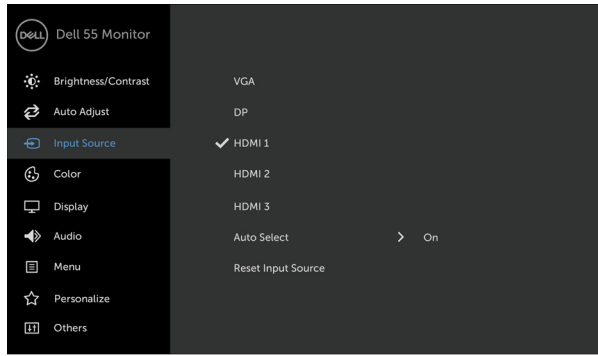 DELL Dell 55 Monitor
Brightness/Contrast
Auto Adjust
Input Source
Color
Display
Audio
Menu
Personalize
Others
VGA
DP
HDMI 1
HDMI 2
HDMI 3
Auto Select On
Reset Input Source